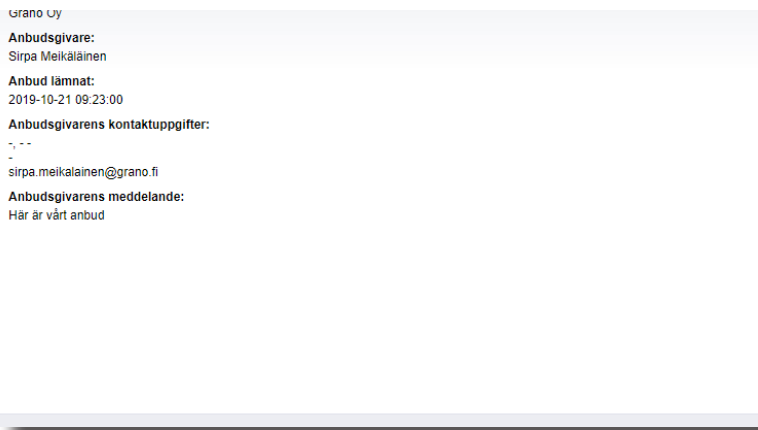 Grano Oy
Anbudsgivare:
Sirpa Meikäläinen
Anbud lämnat:
2019-10-21 09:23:00
Anbudsgivarens kontaktuppgifter:
-, - -
-
sirpa.meikalainen@grano.fi
Anbudsgivarens meddelande:
Här är vårt anbud